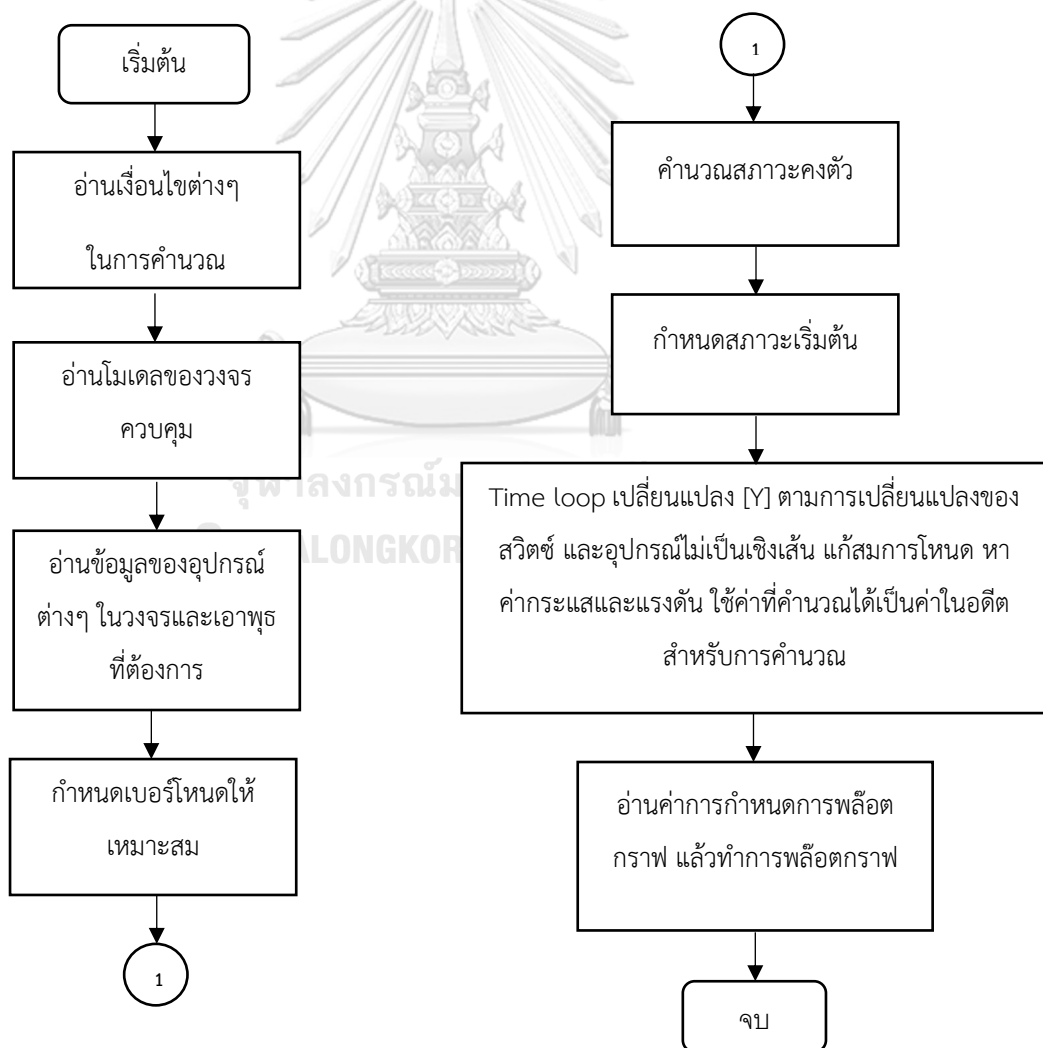 เริ่มต้น
อ่านเงื่อนไขต่างๆ
ในการคำนวณ
อ่านโมเดลของวงจร
ควบคุม
อ่านข้อมูลของอุปกรณ์
ต่างๆ ในวงจรและเอาพุธ
ที่ต้องการ
กำหนดเบอร์โหนดให้
เหมาะสม
1
1
คำนวณสภาวะคงตัว
กำหนดสภาวะเริ่มต้น
Time loop เปลี่ยนแปลง [Y] ตามการเปลี่ยนแปลงของ
สวิตซ์ และอุปกรณ์ไม่เป็นเชิงเส้น แก้สมการโหนด หา
ค่ากระแสและแรงดัน ใช้ค่าที่คำนวณได้เป็นค่าในอดีต
สำหรับการคำนวณ
อ่านค่าการกำหนดการพล๊อต
กราฟ แล้วทำการพล๊อตกราฟ
จบ